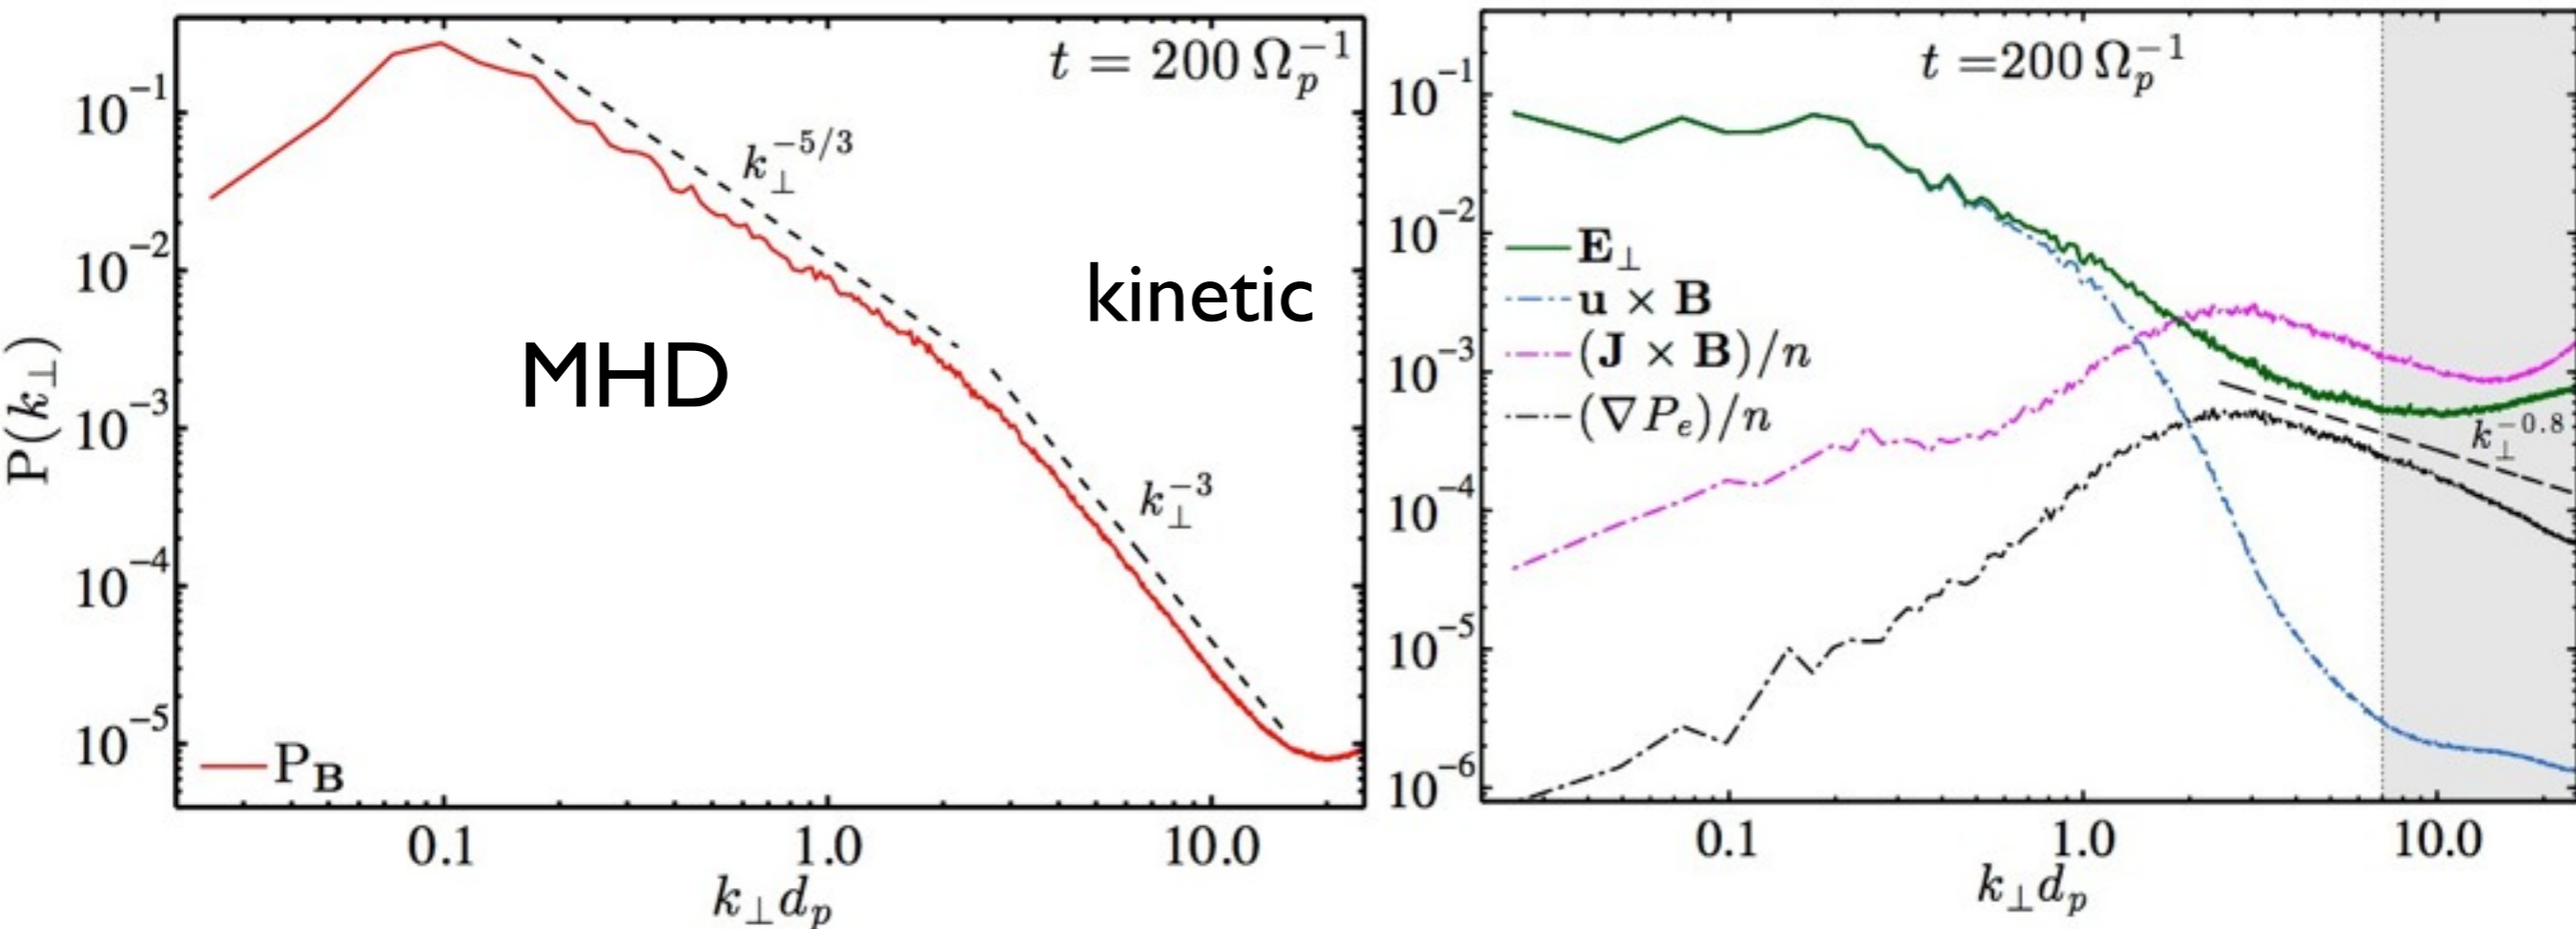 t = 200 Ω_p^{-1}
10^{-1}
10^{-2}
10^{-3}
10^{-4}
10^{-5}
P(k_⊥)
k_⊥^{-5/3}
MHD
kinetic
k_⊥^{-3}
P_B
0.1 1.0 10.0
k_⊥d_p
t =200 Ω_p^{-1}
10^{-1}
10^{-2}
10^{-3}
10^{-4}
10^{-5}
10^{-6}
E_⊥
u × B
(J × B)/n
(∇P_e)/n
k_⊥^{-0.8}
0.1 1.0 10.0
k_⊥d_p